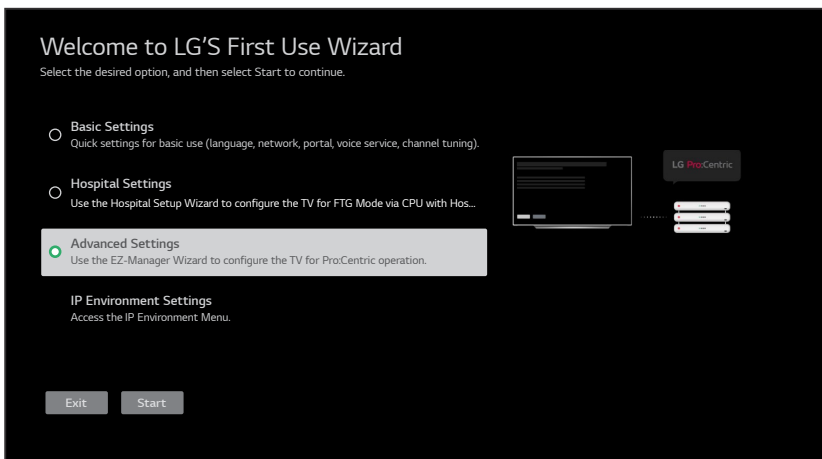 Welcome to LG'S First Use Wizard
Select the desired option, and then select Start to continue.
Basic Settings
Quick settings for basic use (language, network, portal, voice service, channel tuning).
Hospital Settings
Use the Hospital Setup Wizard to configure the TV for FTG Mode via CPU with Hos...
Advanced Settings
Use the EZ-Manager Wizard to configure the TV for Pro:Centric operation.
IP Environment Settings
Access the IP Environment Menu.
LG Pro:Centric
Exit
Start